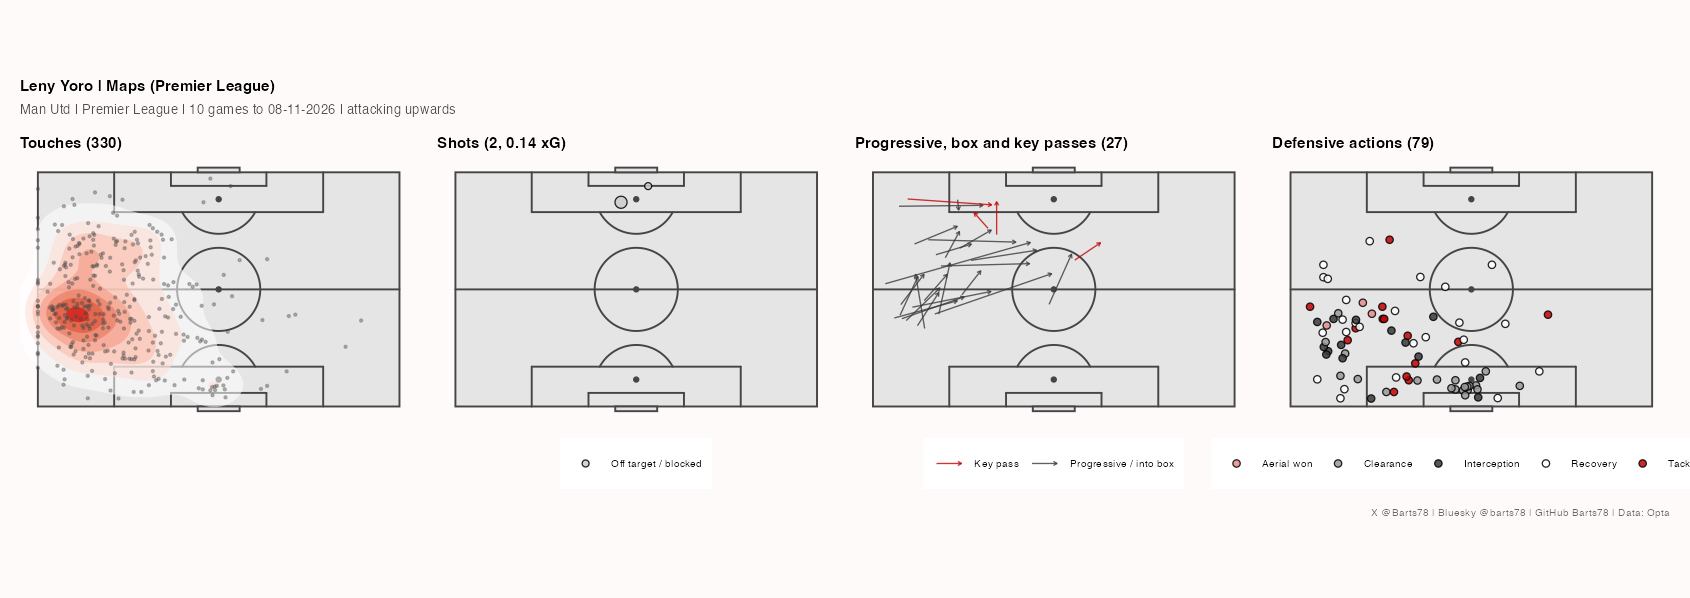 Leny Yoro | Maps (Premier League)
Man Utd | Premier League | 10 games to 08-11-2026 | attacking upwards
Touches (330)
Shots (2, 0.14 xG)
Progressive, box and key passes (27)
Defensive actions (79)
Off target / blocked
Key pass
Progressive / into box
Aerial won
Clearance
Interception
Recovery
Tack
X @Barts78 | Bluesky @barts78 | GitHub Barts78 | Data: Opta